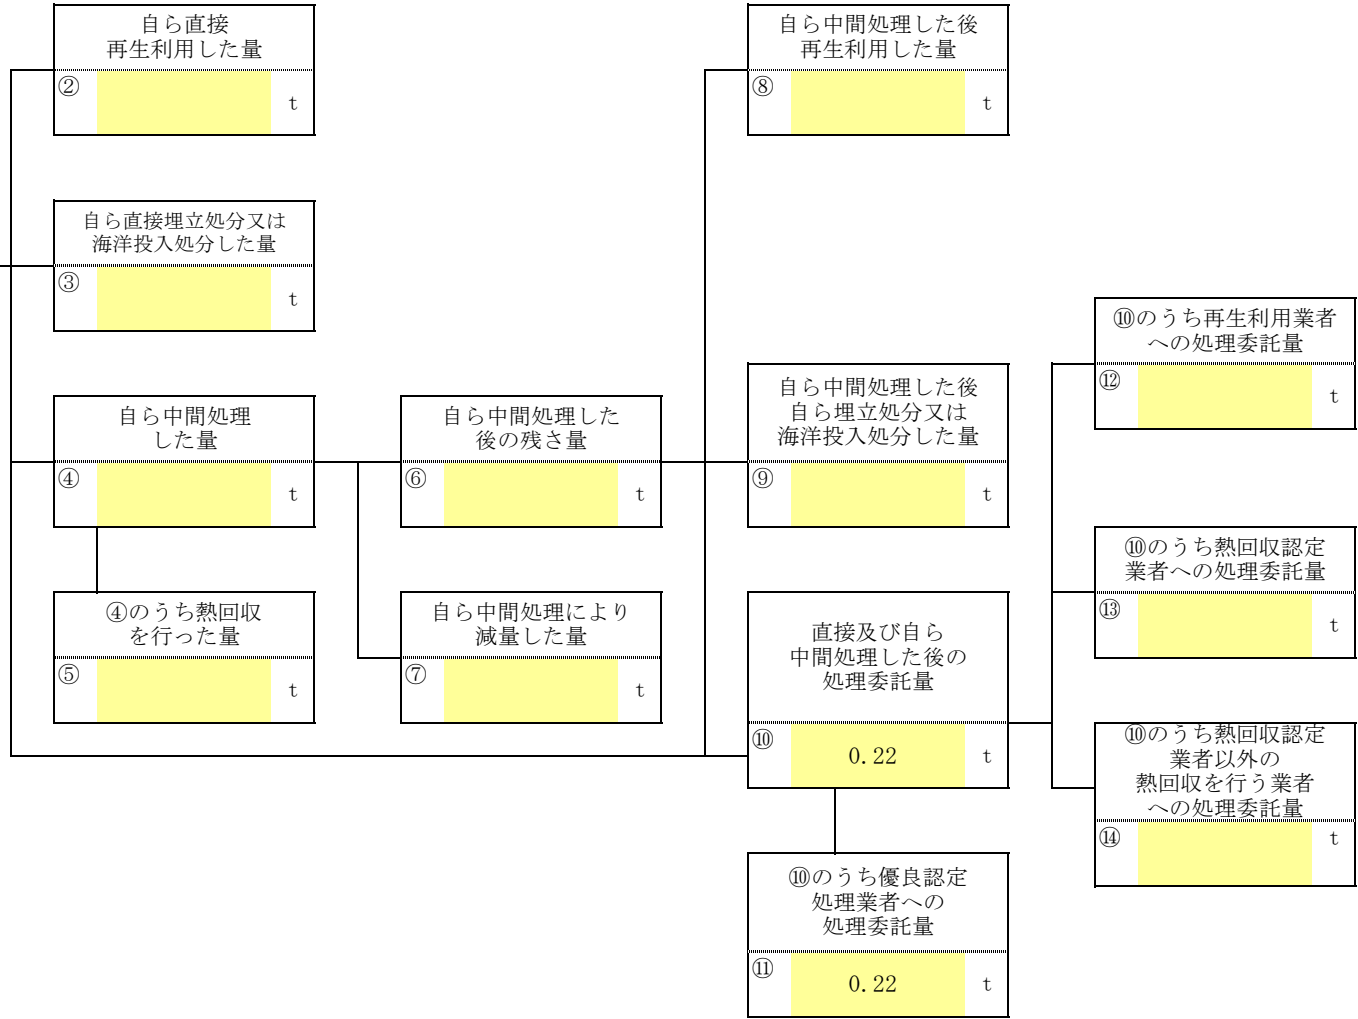 自ら直接
再生利用した量
②
t
自ら直接埋立処分又は
海洋投入処分した量
③
t
自ら中間処理
した量
④
t
④のうち熱回収
を行った量
⑤
t
自ら中間処理した
後の残さ量
⑥
t
自ら中間処理により
減量した量
⑦
t
自ら中間処理した後
再生利用した量
⑧
t
自ら中間処理した後
自ら埋立処分又は
海洋投入処分した量
⑨
t
直接及び自ら
中間処理した後の
処理委託量
⑩
0.22
t
⑩のうち優良認定
処理業者への
処理委託量
⑪
0.22
t
⑩のうち再生利用業者
への処理委託量
⑫
t
⑩のうち熱回収認定
業者への処理委託量
⑬
t
⑩のうち熱回収認定
業者以外の
熱回収を行う業者
への処理委託量
⑭
t